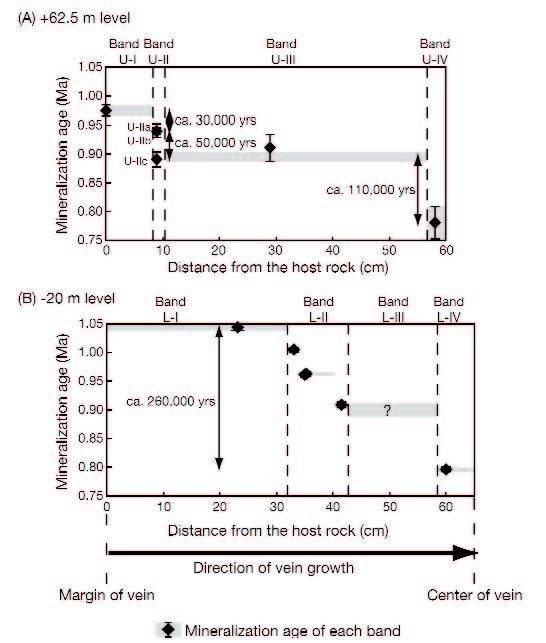 (A) +62.5 m level
Band Band Band Band
U-I U-II U-III U-IV
Mineralization age (Ma)
1.05
1.00
0.95
0.90
0.85
0.80
0.75
U-IIa
U-IIb
U-IIc
ca. 30,000 yrs
ca. 50,000 yrs
ca. 110,000 yrs
0 10 20 30 40 50 60
Distance from the host rock (cm)
(B) -20 m level
Band Band Band Band
L-I L-II L-III L-IV
Mineralization age (Ma)
1.05
1.00
0.95
0.90
0.85
0.80
0.75
ca. 260,000 yrs
?
0 10 20 30 40 50 60
Distance from the host rock (cm)
Direction of vein growth
Margin of vein Center of vein
Mineralization age of each band